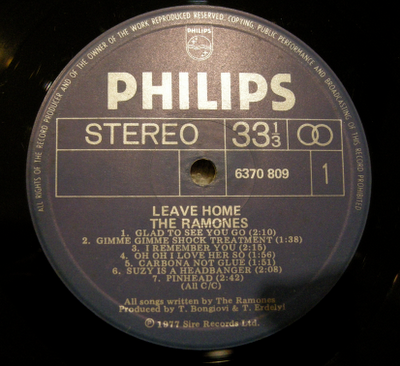 ALL RIGHTS OF THE RECORD PRODUCER AND OF THE OWNER OF THE WORK REPRODUCED RESERVED. COPYING, PUBLIC PERFORMANCE AND BROADCASTING OF THIS RECORD PROHIBITED
PHILIPS
PHILIPS
STEREO 33 1/3
6370 809 1
LEAVE HOME
THE RAMONES
1. GLAD TO SEE YOU GO (2:10)
2. GIMME GIMME SHOCK TREATMENT (1:38)
3. I REMEMBER YOU (2:15)
4. OH OH I LOVE HER SO (1:56)
5. CARBONA NOT GLUE (1:51)
6. SUZY IS A HEADBANGER (2:08)
7. PINHEAD (2:42)
(All C/C)
All songs written by The Ramones
Produced by T. Bongiovi & T. Erdelyi
℗ 1977 Sire Records Ltd.